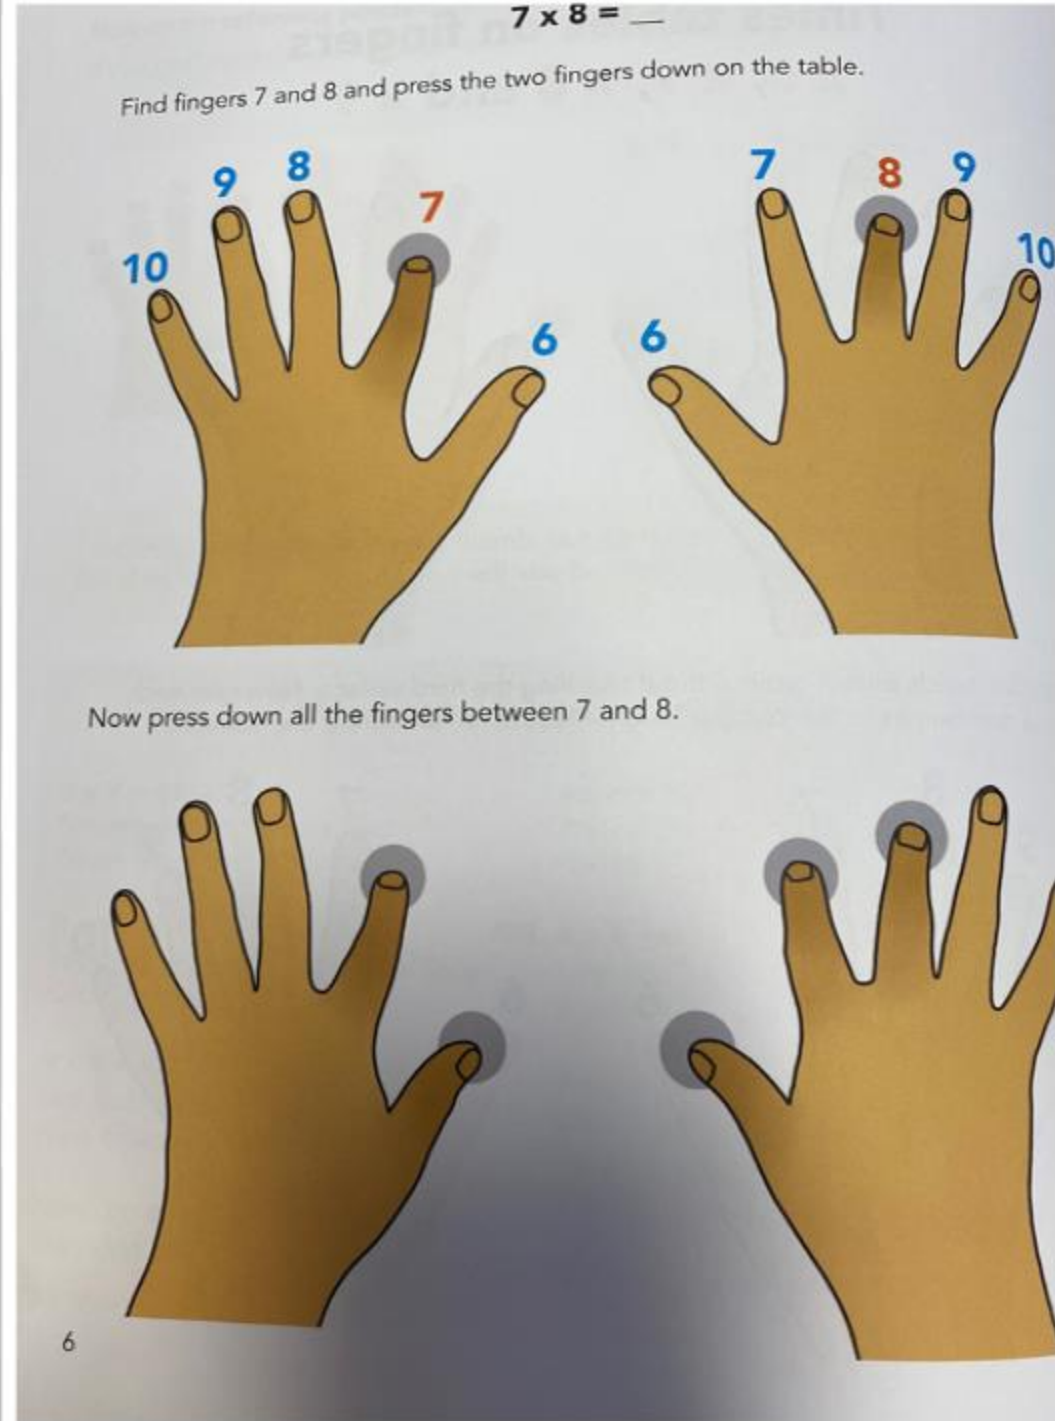 7 x 8 = __
Find fingers 7 and 8 and press the two fingers down on the table.
10 9 8 7 6
6 7 8 9 10
Now press down all the fingers between 7 and 8.
6